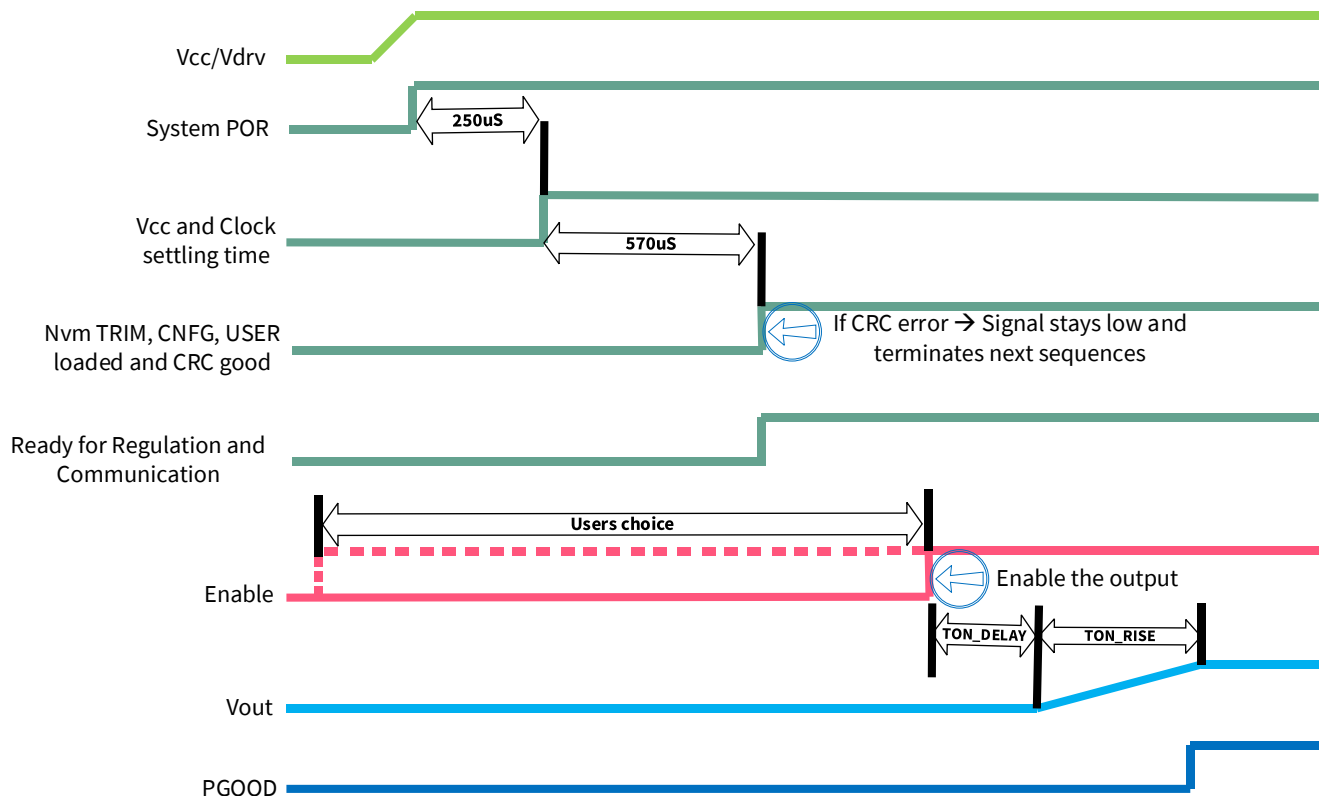 Vcc/Vdrv
System POR
250uS
Vcc and Clock
settling time
570uS
Nvm TRIM, CNFG, USER
loaded and CRC good
If CRC error → Signal stays low and
terminates next sequences
Ready for Regulation and
Communication
Users choice
Enable
Enable the output
TON_DELAY
TON_RISE
Vout
PGOOD